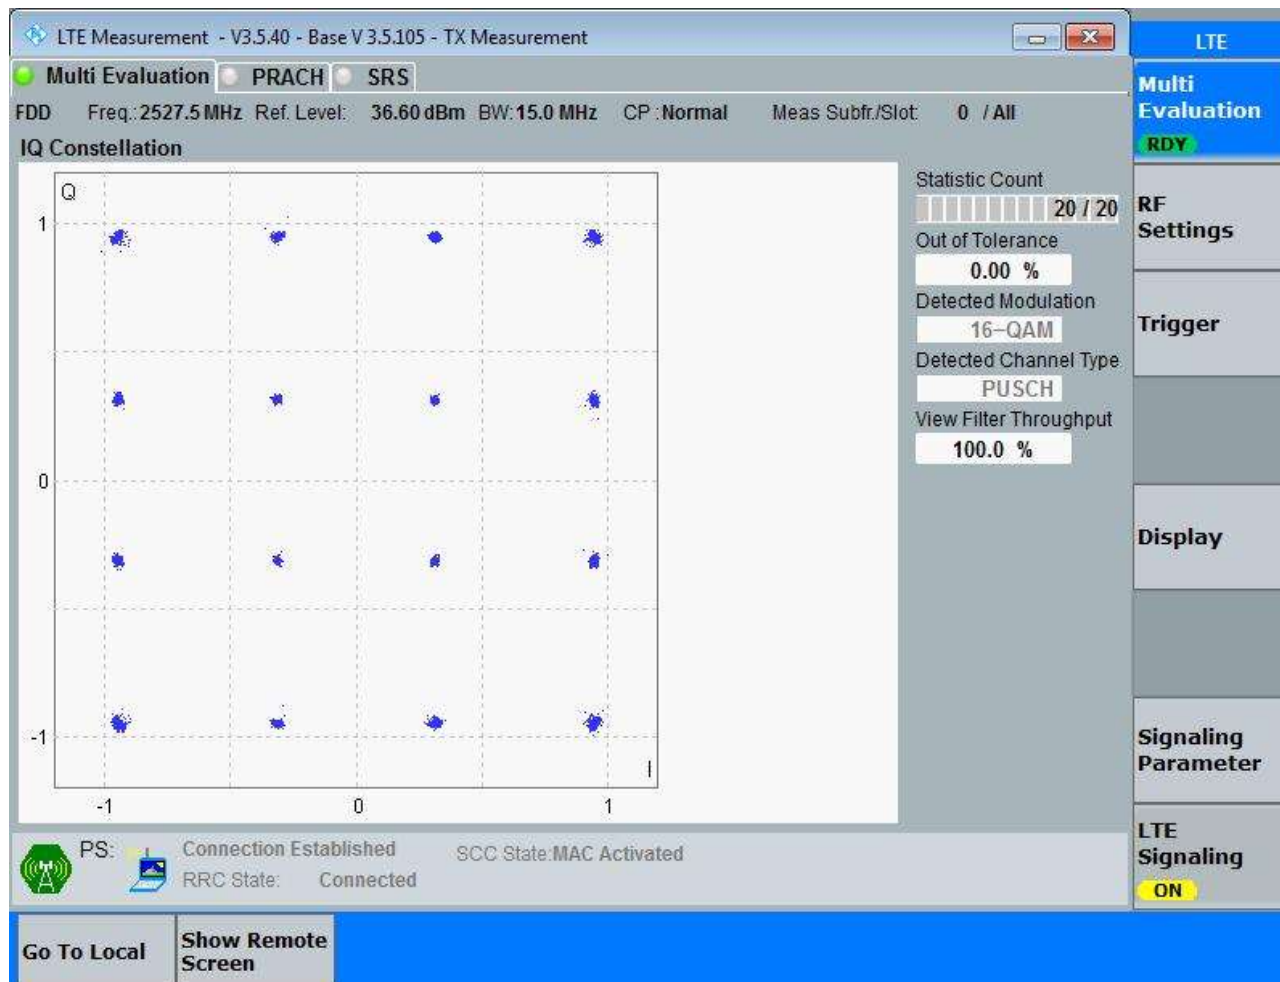 LTE Measurement - V3.5.40 - Base V 3.5.105 - TX Measurement
LTE
Multi Evaluation PRACH SRS
FDD Freq.:2527.5 MHz Ref. Level: 36.60 dBm BW:15.0 MHz CP :Normal Meas Subfr./Slot: 0 / All
IQ Constellation
Q
1
0
-1
I
-1 0 1
Statistic Count
20 / 20
Out of Tolerance
0.00 %
Detected Modulation
16-QAM
Detected Channel Type
PUSCH
View Filter Throughput
100.0 %
Multi
Evaluation
RDY
RF
Settings
Trigger
Display
Signaling
Parameter
LTE
Signaling
ON
PS: Connection Established SCC State:MAC Activated
RRC State: Connected
Go To Local
Show Remote
Screen